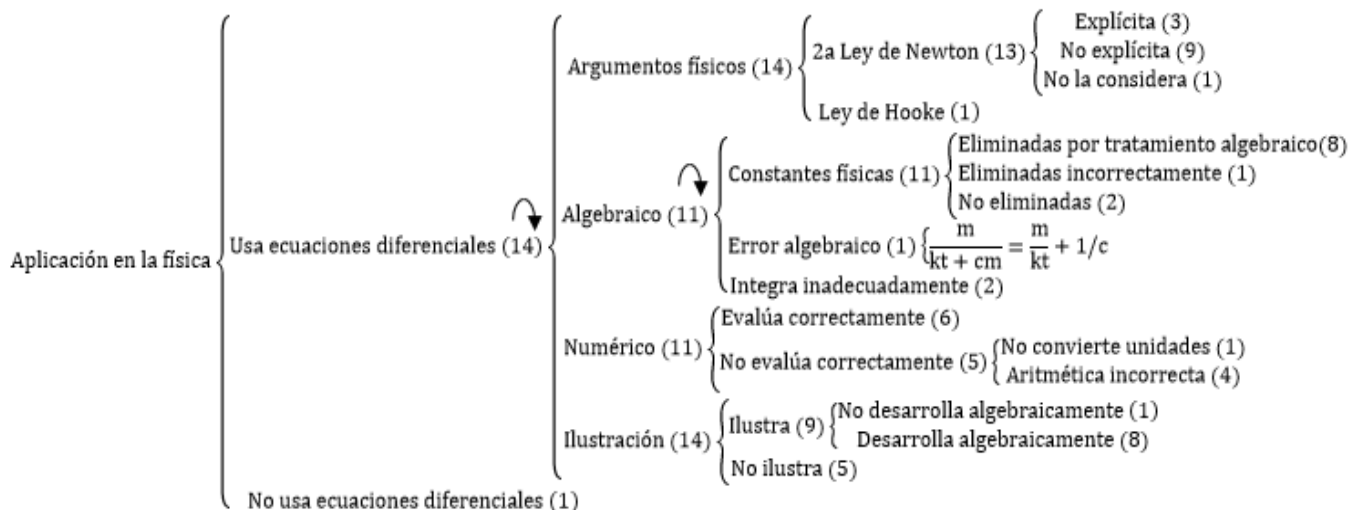 Aplicación en la física
Usa ecuaciones diferenciales (14)
Argumentos físicos (14)
2a Ley de Newton (13)
Explícita (3)
No explícita (9)
No la considera (1)
Ley de Hooke (1)
Algebraico (11)
Constantes físicas (11)
Eliminadas por tratamiento algebraico(8)
Eliminadas incorrectamente (1)
No eliminadas (2)
Error algebraico (1) { m/(kt + cm) = m/kt + 1/c
Integra inadecuadamente (2)
Numérico (11)
Evalúa correctamente (6)
No evalúa correctamente (5)
No convierte unidades (1)
Aritmética incorrecta (4)
Ilustración (14)
Ilustra (9)
No desarrolla algebraicamente (1)
Desarrolla algebraicamente (8)
No ilustra (5)
No usa ecuaciones diferenciales (1)